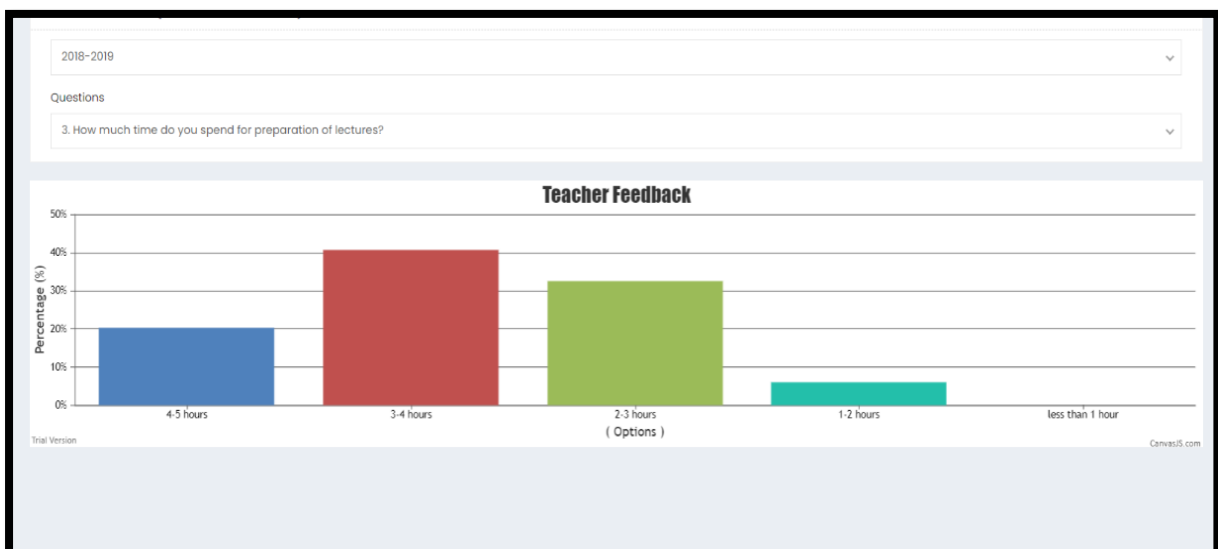 2018-2019
Questions
3. How much time do you spend for preparation of lectures?
Teacher Feedback
50%
40%
30%
20%
10%
0%
Percentage (%)
4-5 hours
3-4 hours
2-3 hours
1-2 hours
less than 1 hour
( Options )
Trial Version
CanvasJS.com